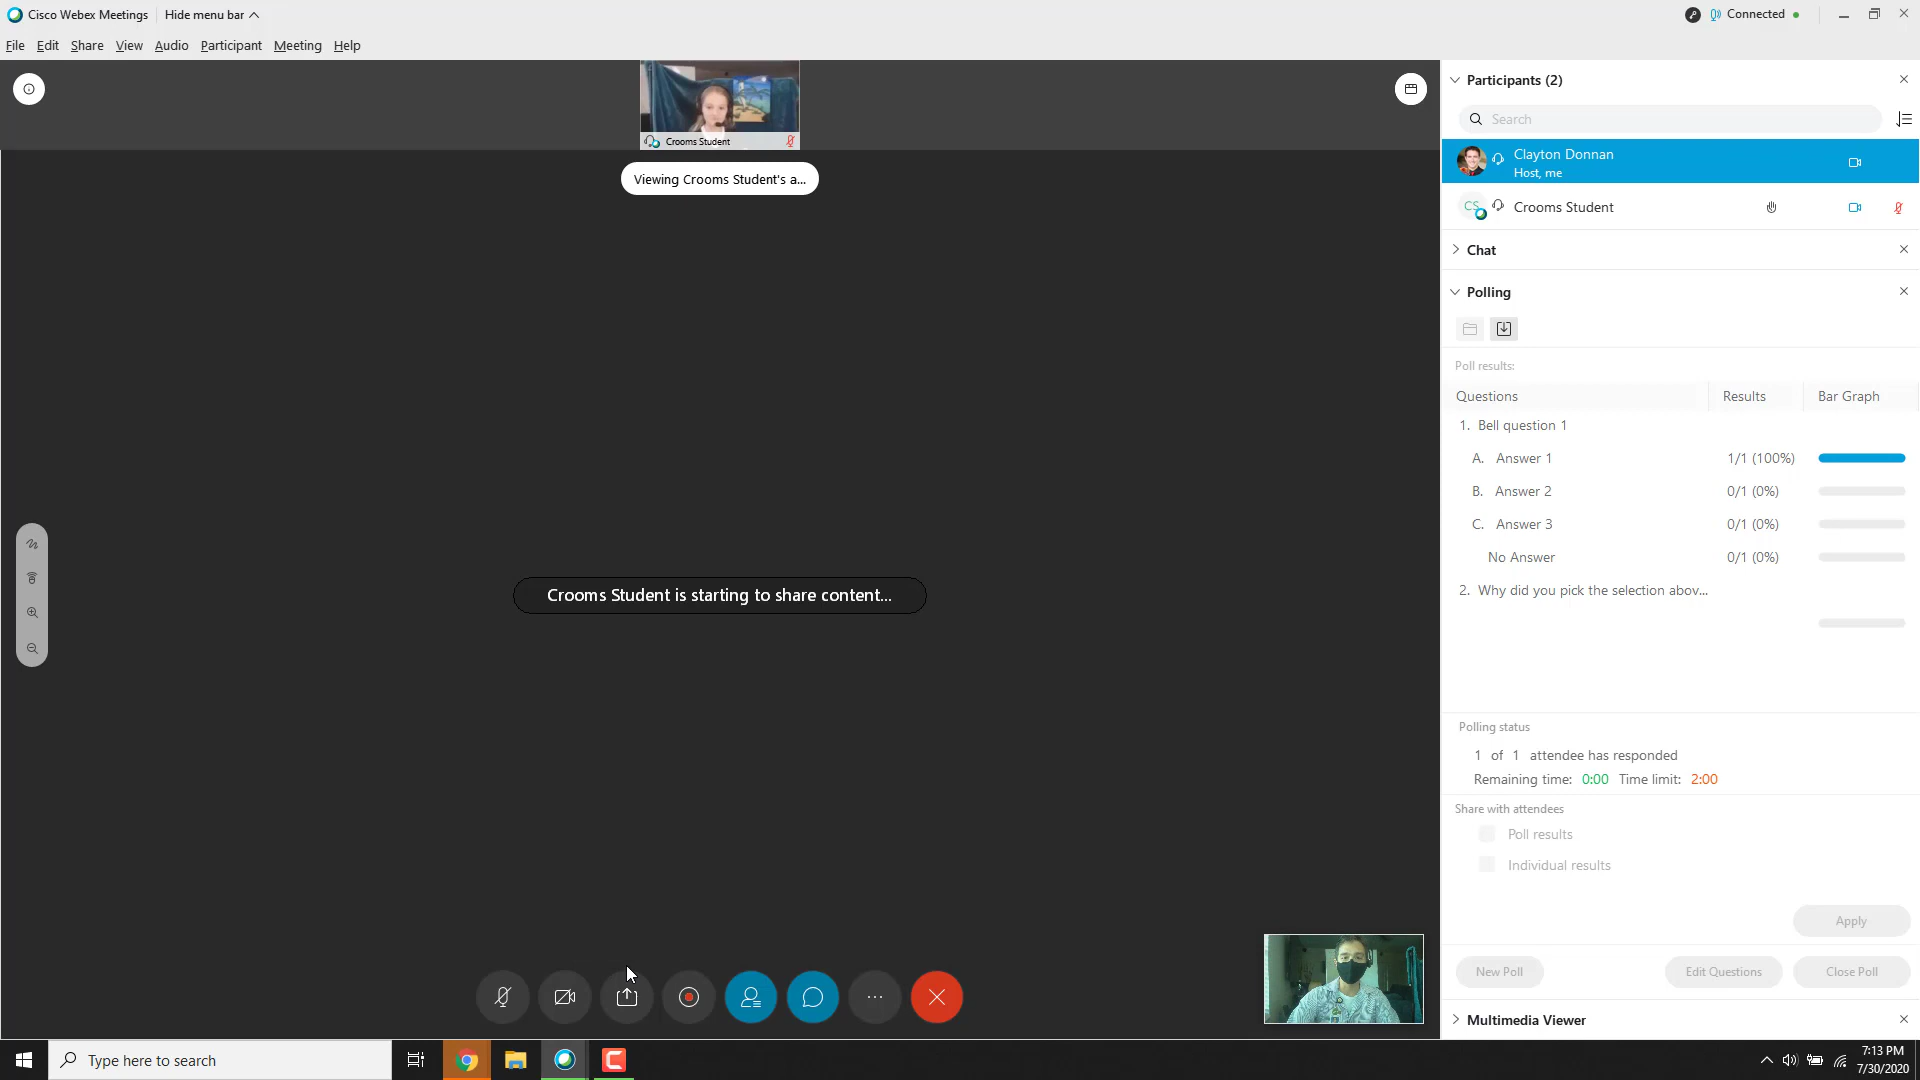 Cisco Webex Meetings
Hide menu bar
Connected
File Edit Share View Audio Participant Meeting Help
Crooms Student
Viewing Crooms Student's a...
Crooms Student is starting to share content...
Participants (2)
Search
Clayton Donnan
Host, me
CS
Crooms Student
Chat
Polling
Poll results:
Questions Results Bar Graph
1. Bell question 1
A. Answer 1 1/1 (100%)
B. Answer 2 0/1 (0%)
C. Answer 3 0/1 (0%)
No Answer 0/1 (0%)
2. Why did you pick the selection abov...
Polling status
1 of 1 attendee has responded
Remaining time: 0:00 Time limit: 2:00
Share with attendees
Poll results
Individual results
Apply
New Poll Edit Questions Close Poll
Multimedia Viewer
Type here to search
7:13 PM
7/30/2020